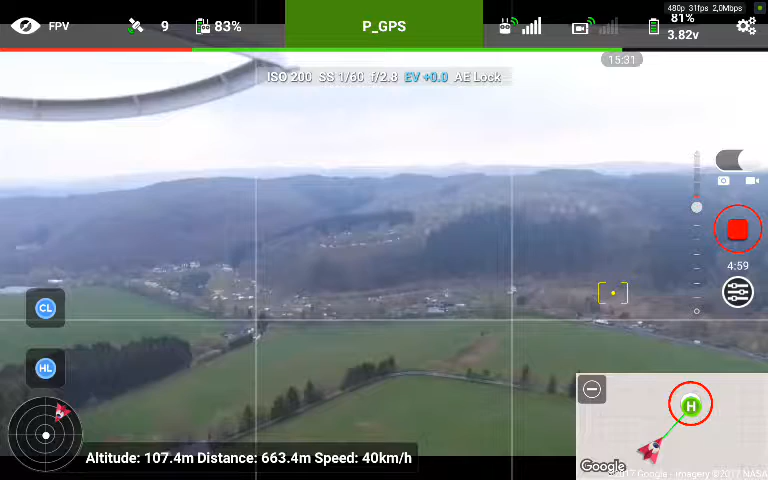 480p 31fps 2,0Mbps
FPV
9
83%
P_GPS
81%
3.82v
15:31
ISO 200 SS 1/60 f/2.8 EV +0.0 AE Lock
4:59
CL
HL
H
Altitude: 107.4m Distance: 663.4m Speed: 40km/h
Google
©2017 Google - Imagery ©2017 NASA